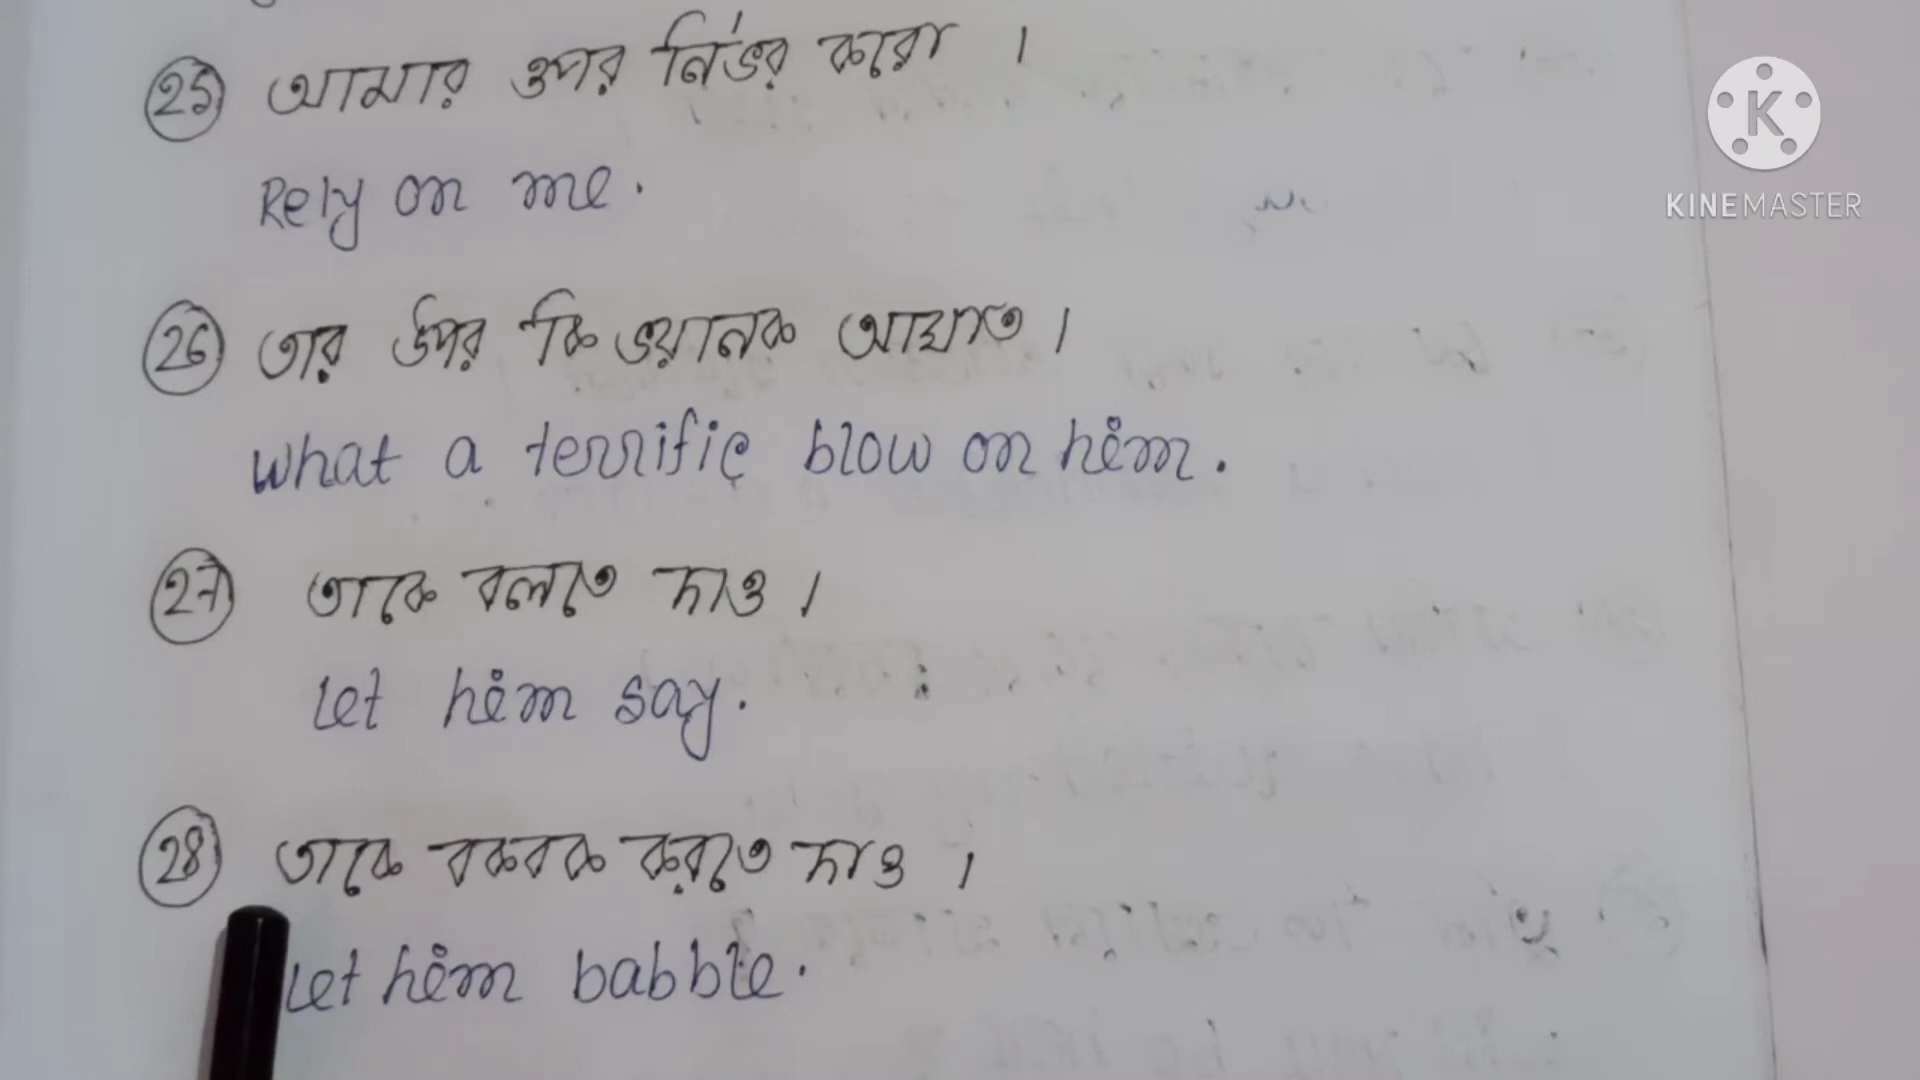 25 আমার ওপর নির্ভর করো ।
Rely on me.
26 তার উপর কি ভয়ানক আঘাত ।
What a terrific blow on him.
27 তাকে বলতে দাও ।
Let him say.
28 তাকে বকবক করতে দাও ।
Let him babble.
K
KINEMASTER